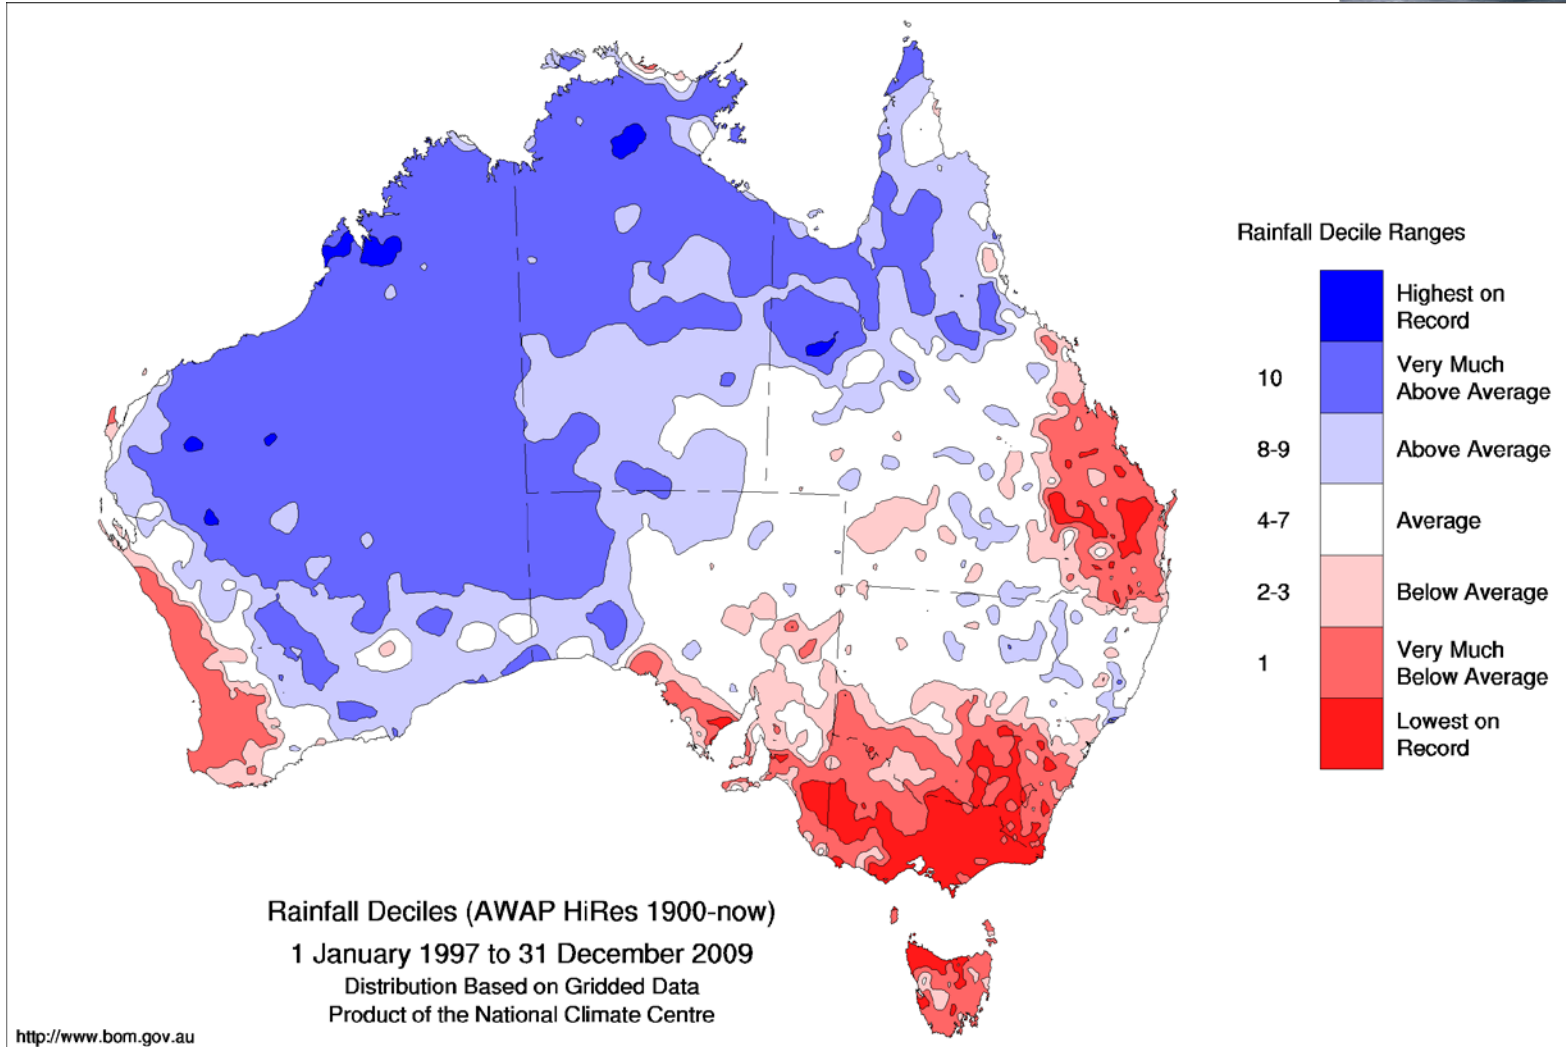 Rainfall Decile Ranges
Highest on
Record
10
Very Much
Above Average
8-9
Above Average
4-7
Average
2-3
Below Average
1
Very Much
Below Average
Lowest on
Record
Rainfall Deciles (AWAP HiRes 1900-now)
1 January 1997 to 31 December 2009
Distribution Based on Gridded Data
Product of the National Climate Centre
http://www.bom.gov.au